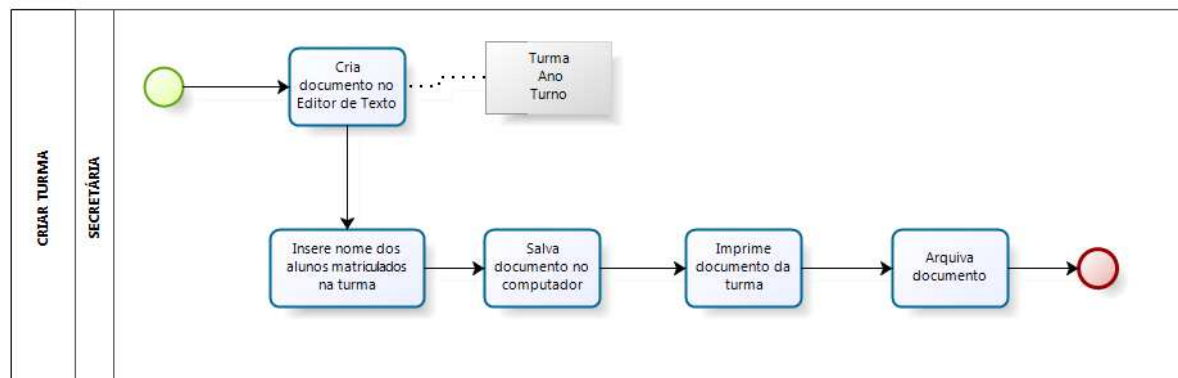 CRIAR TURMA
SECRETÁRIA
Cria
documento no
Editor de Texto
Turma
Ano
Turno
Insere nome dos
alunos matriculados
na turma
Salva
documento no
computador
Imprime
documento da
turma
Arquiva
documento